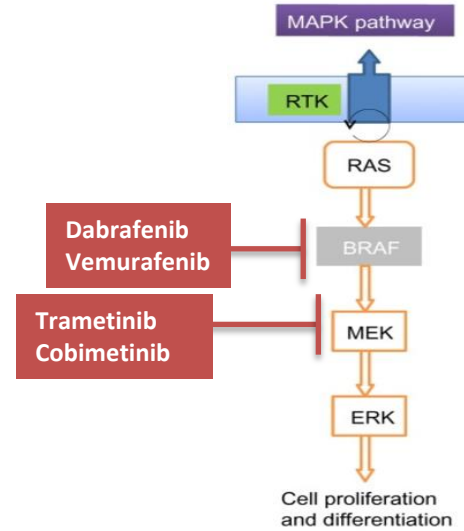 MAPK pathway
RTK
RAS
Dabrafenib
Vemurafenib
BRAF
Trametinib
Cobimetinib
MEK
ERK
Cell proliferation
and differentiation